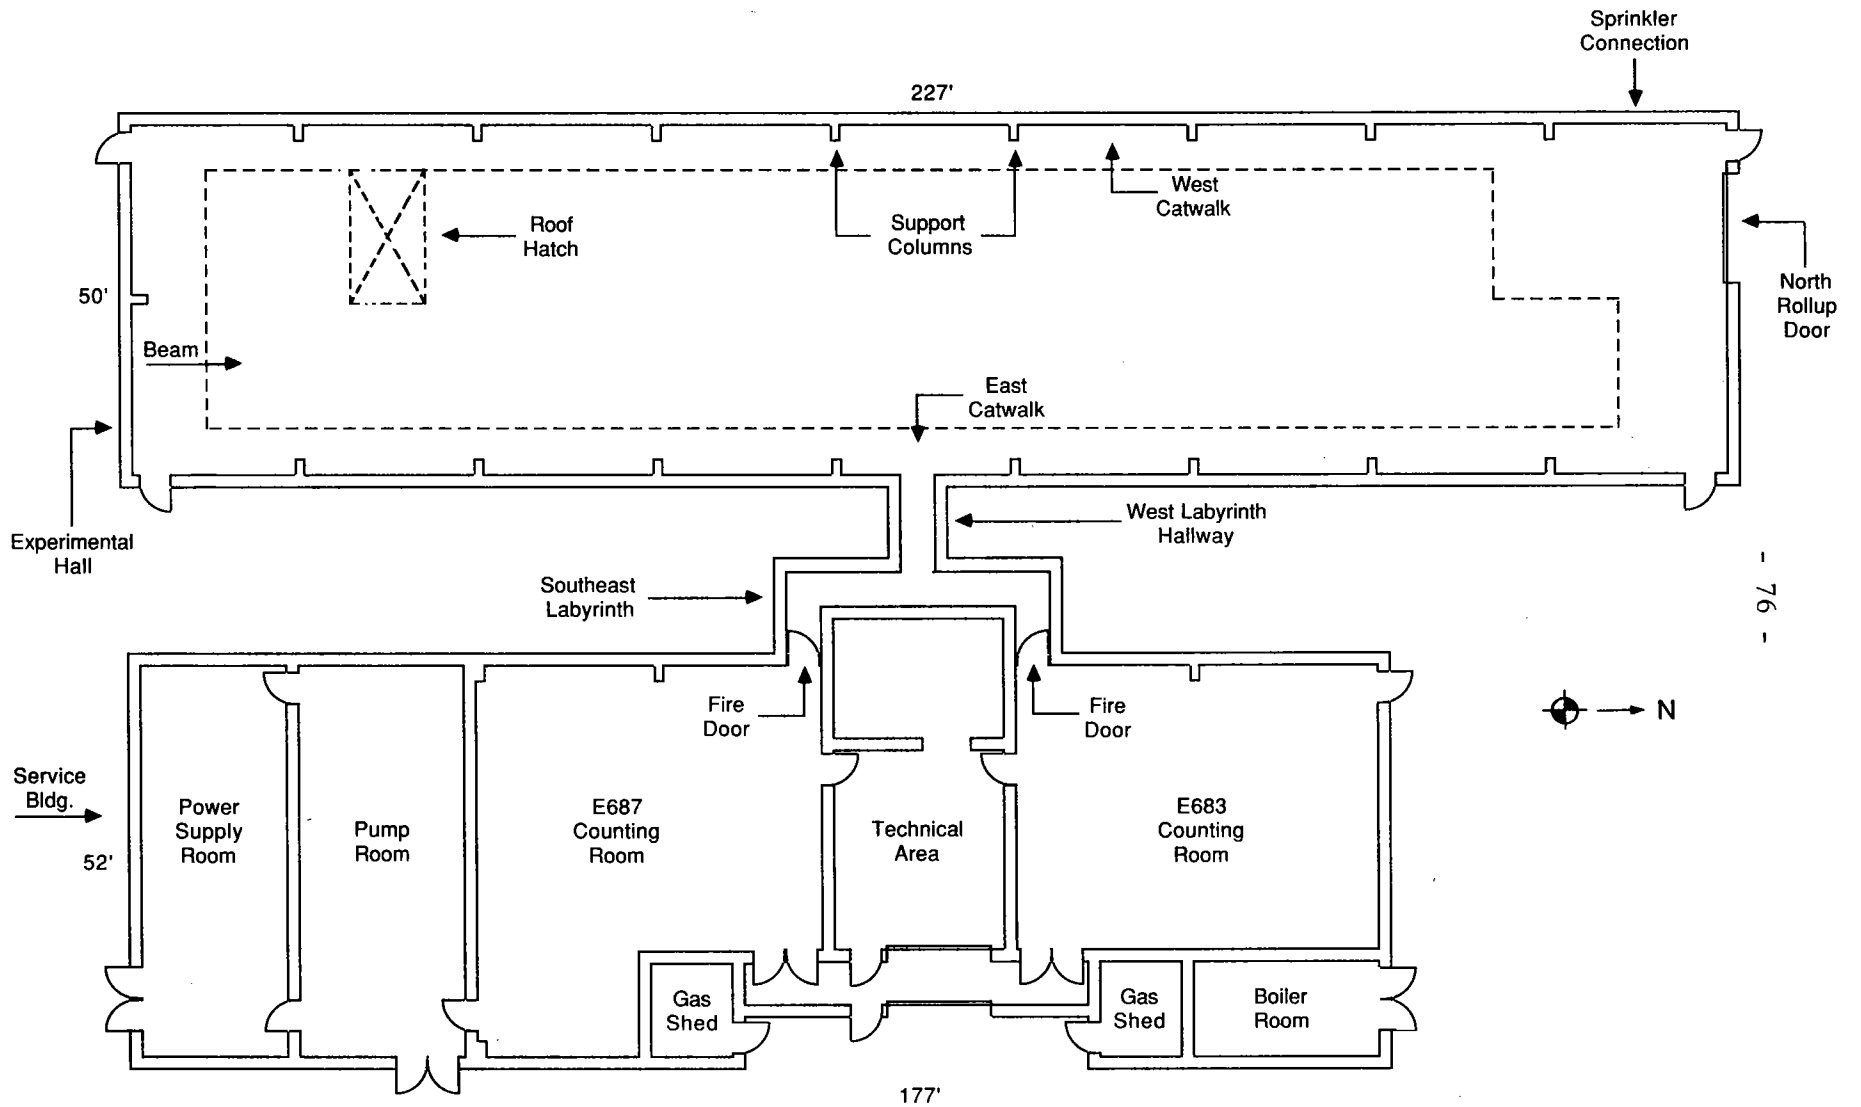 Sprinkler
Connection
227'
West
Catwalk
Roof
Hatch
Support
Columns
50'
North
Rollup
Door
Beam
East
Catwalk
West Labyrinth
Hallway
Experimental
Hall
Southeast
Labyrinth
- 76 -
Fire
Door
Fire
Door
N
Service
Bldg.
Power
Supply
Room
Pump
Room
E687
Counting
Room
Technical
Area
E683
Counting
Room
52'
Gas
Shed
Gas
Shed
Boiler
Room
177'